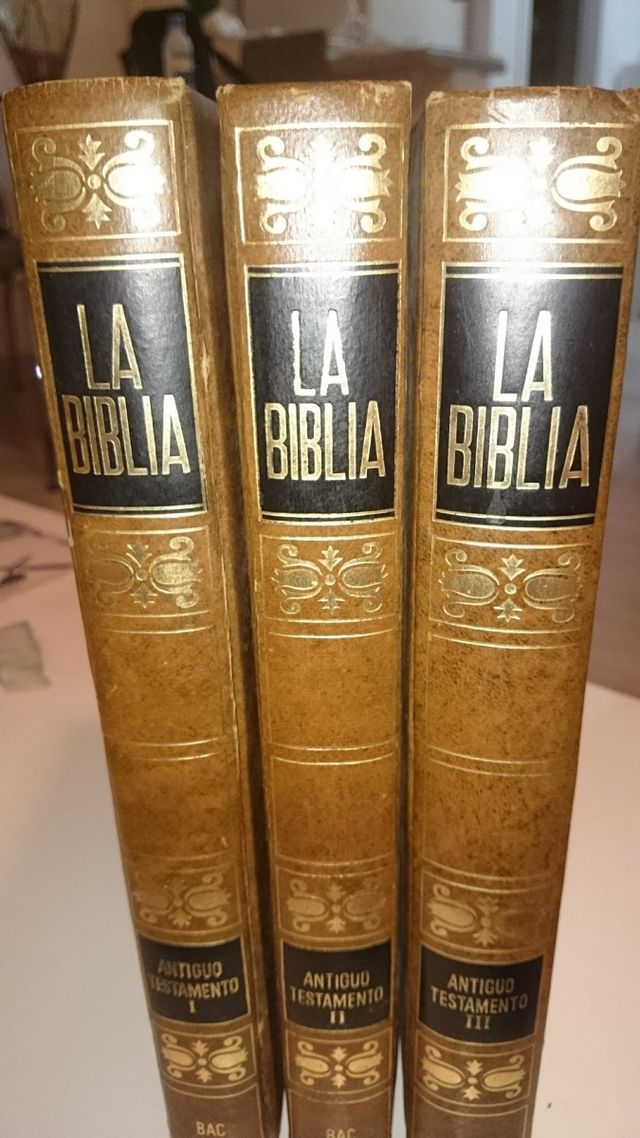 LA
BIBLIA
ANTIGUO
TESTAMENTO
I
BAC
LA
BIBLIA
ANTIGUO
TESTAMENTO
II
BAC
LA
BIBLIA
ANTIGUO
TESTAMENTO
III